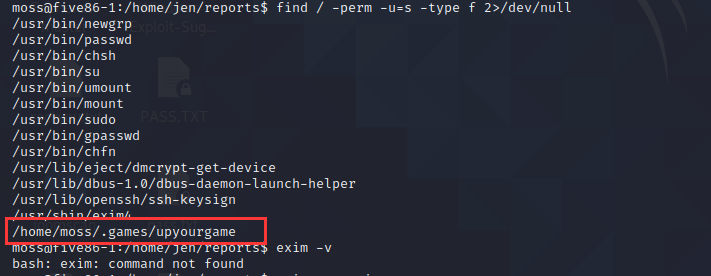 moss@five86-1:/home/jen/reports$ find / -perm -u=s -type f 2>/dev/null
/usr/bin/newgrp
/usr/bin/passwd
/usr/bin/chsh
/usr/bin/su
/usr/bin/umount
/usr/bin/mount
PASS.TXT
/usr/bin/sudo
/usr/bin/gpasswd
/usr/bin/chfn
/usr/lib/eject/dmcrypt-get-device
/usr/lib/dbus-1.0/dbus-daemon-launch-helper
/usr/lib/openssh/ssh-keysign
/usr/sbin/exim4
/home/moss/.games/upyourgame
moss@five86-1:/home/jen/reports$ exim -v
bash: exim: command not found